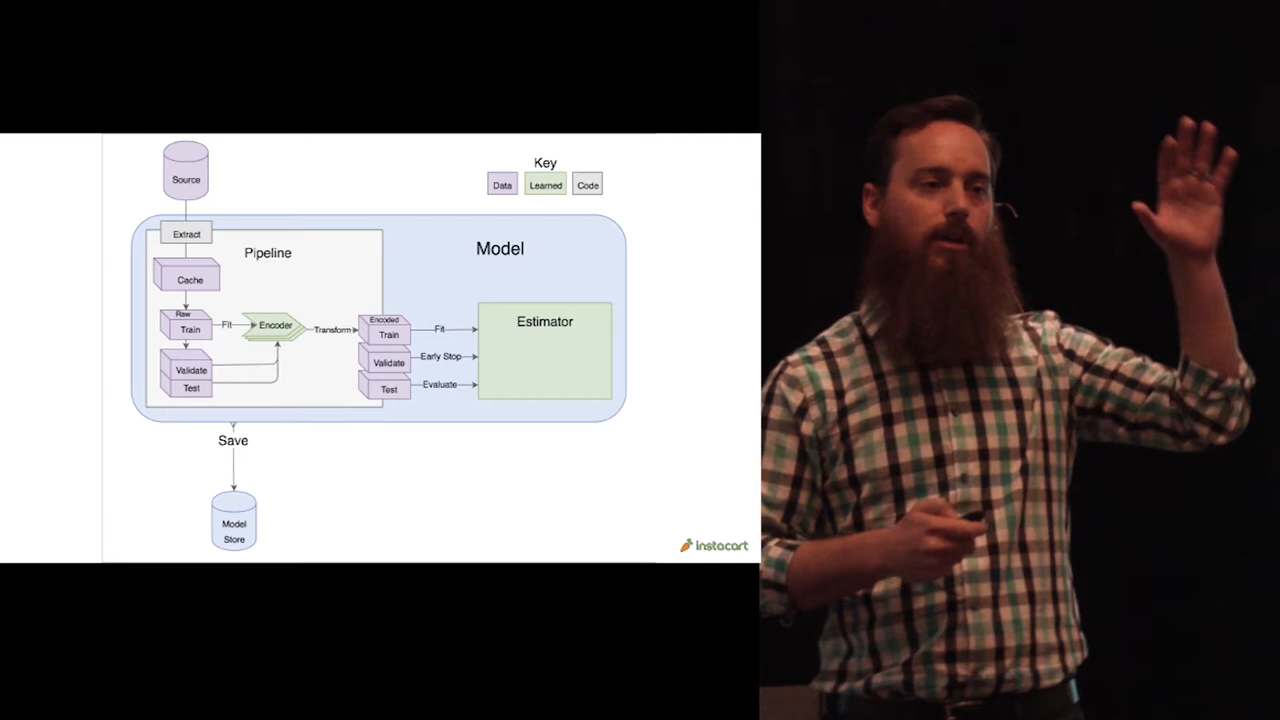 Source
Key
Data
Learned
Code
Extract
Pipeline
Model
Cache
Raw
Train
Fit
Encoder
Transform
Encoded
Train
Fit
Estimator
Validate
Validate
Early Stop
Test
Test
Evaluate
Save
Model
Store
instacart